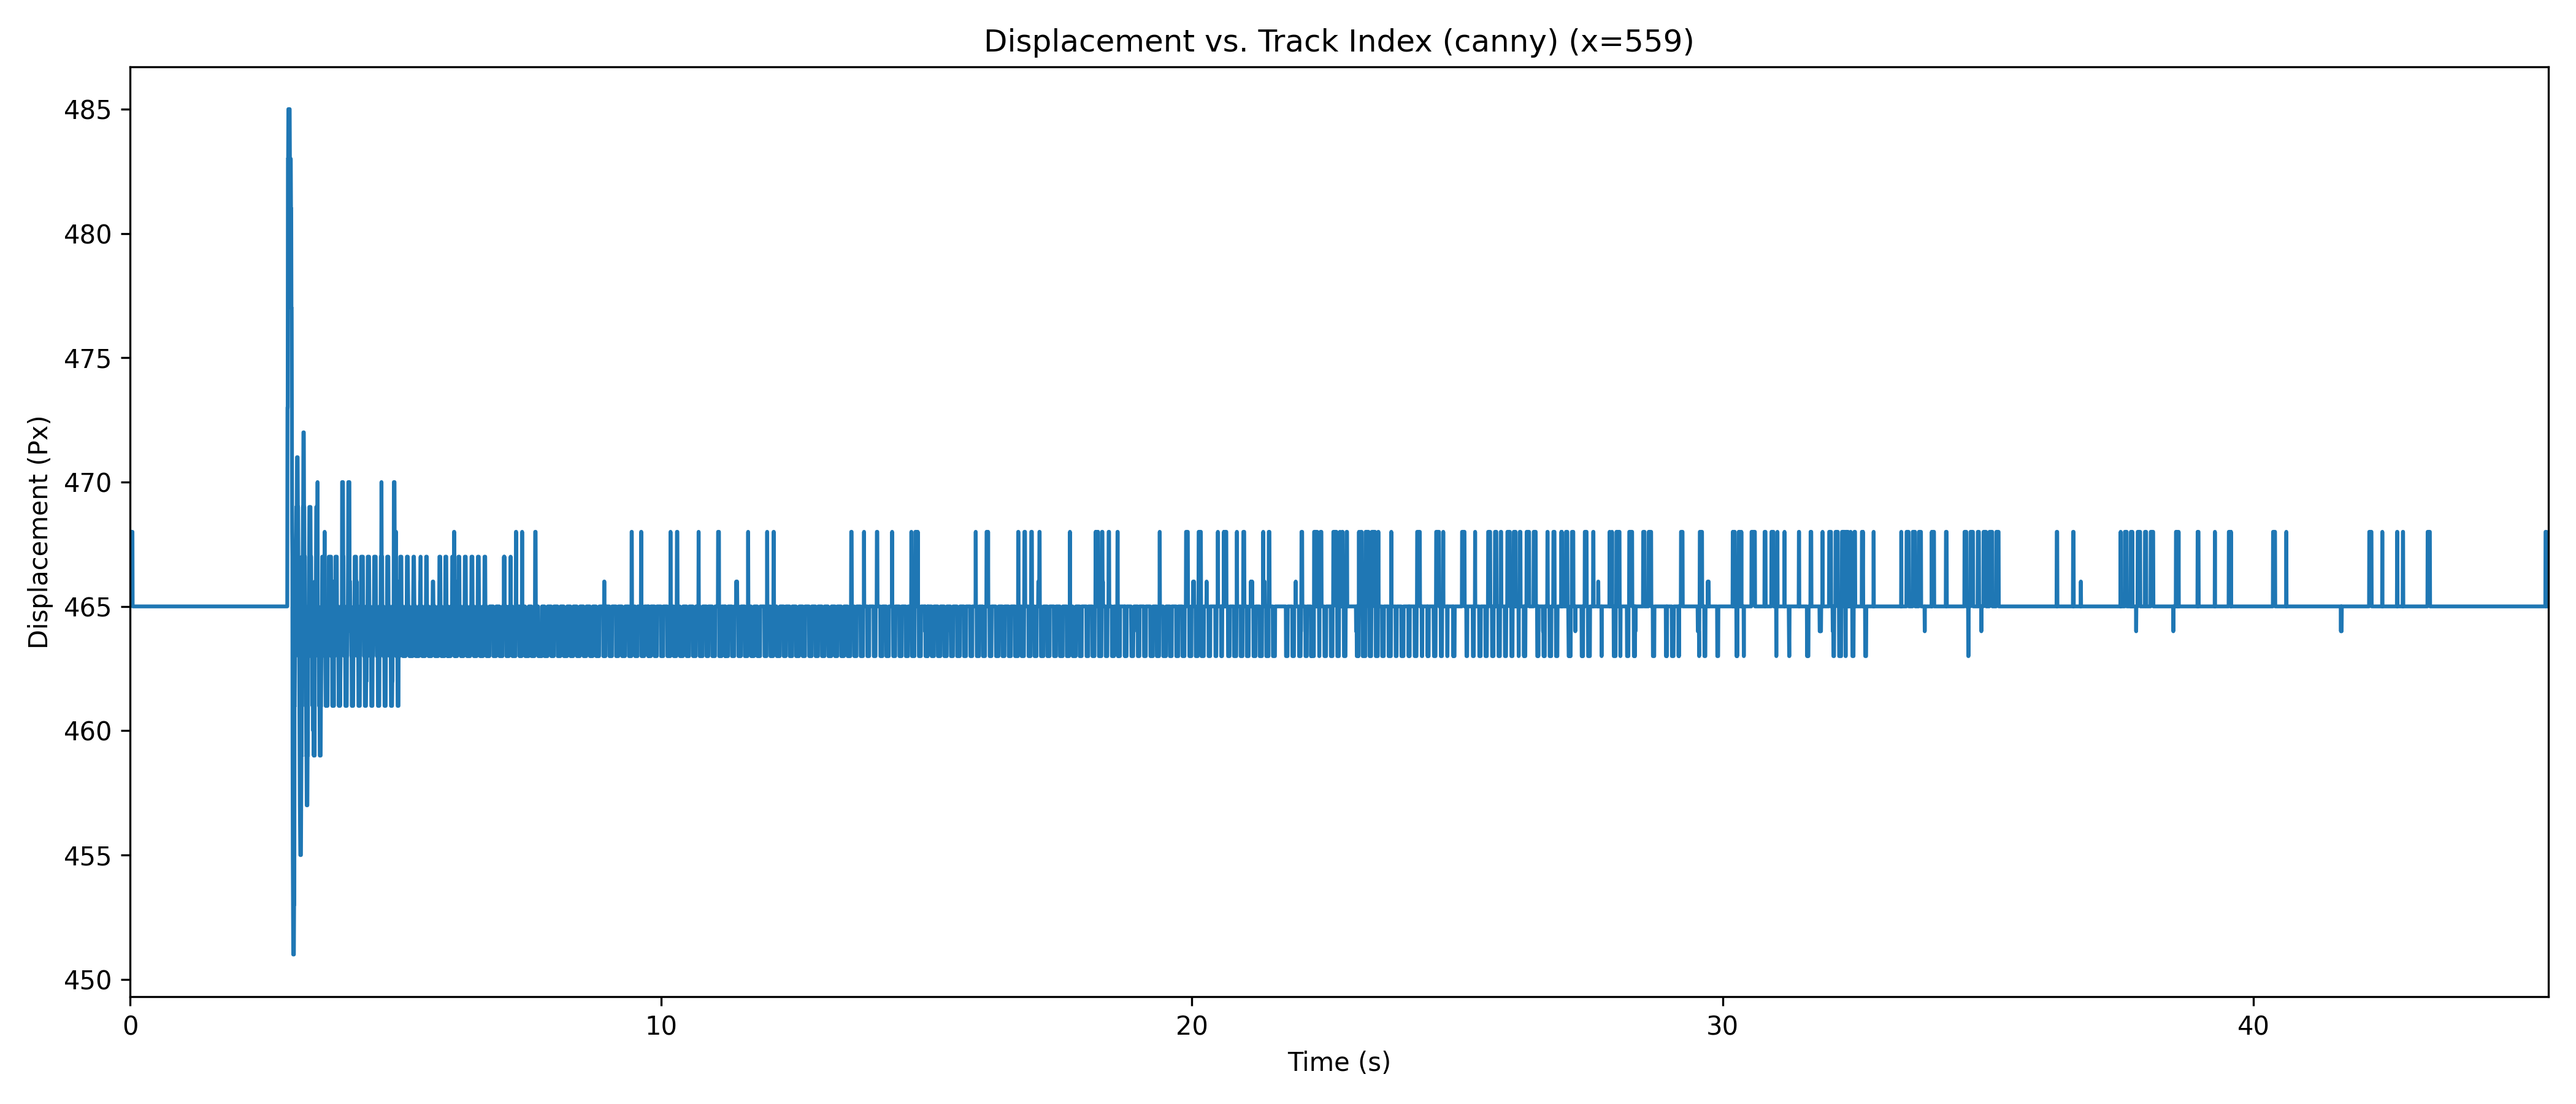 Displacement vs. Track Index (canny) (x=559)
485
480
475
470
465
460
455
450
Displacement (Px)
0 10 20 30 40
Time (s)